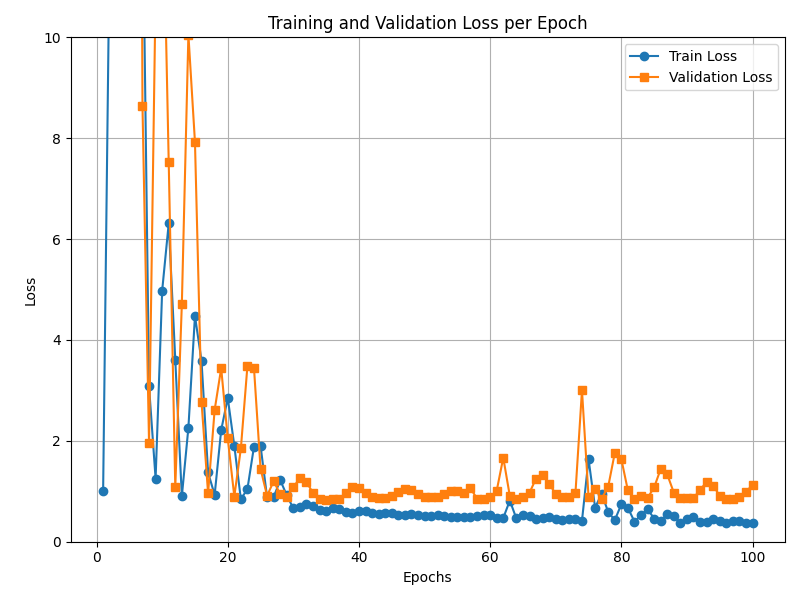 Training and Validation Loss per Epoch
Train Loss
Validation Loss
Loss
10
8
6
4
2
0
0 20 40 60 80 100
Epochs